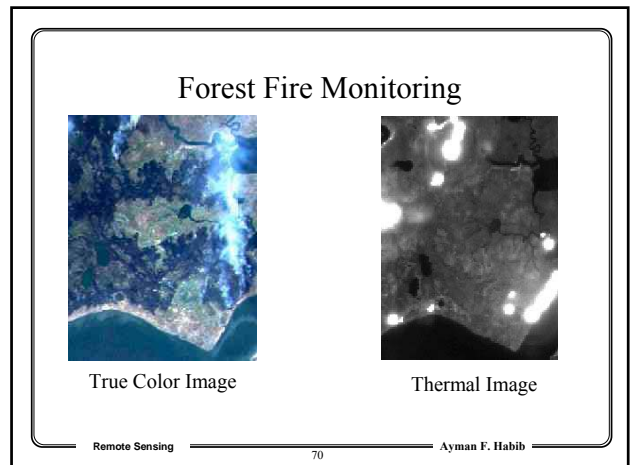 Forest Fire Monitoring
True Color Image
Thermal Image
Remote Sensing
70
Ayman F. Habib